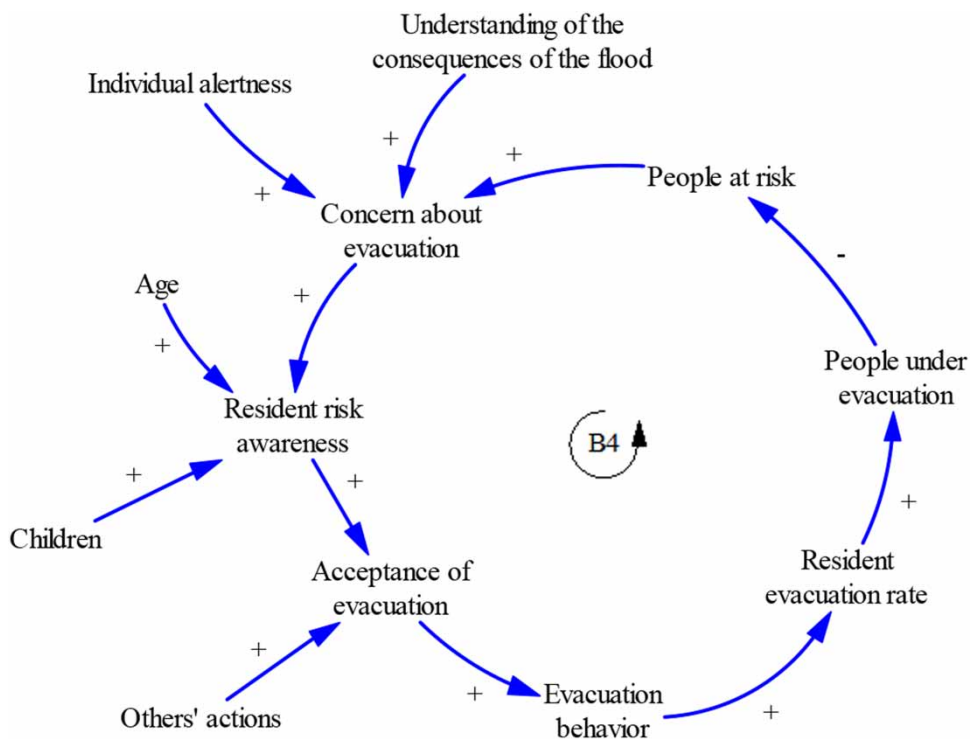 Understanding of the
consequences of the flood
Individual alertness
+
+
+
People at risk
Concern about
evacuation
-
Age
+
+
People under
evacuation
Resident risk
awareness
B4
+
+
+
Children
Resident
evacuation rate
Acceptance of
evacuation
+
Others' actions
+
Evacuation
behavior
+